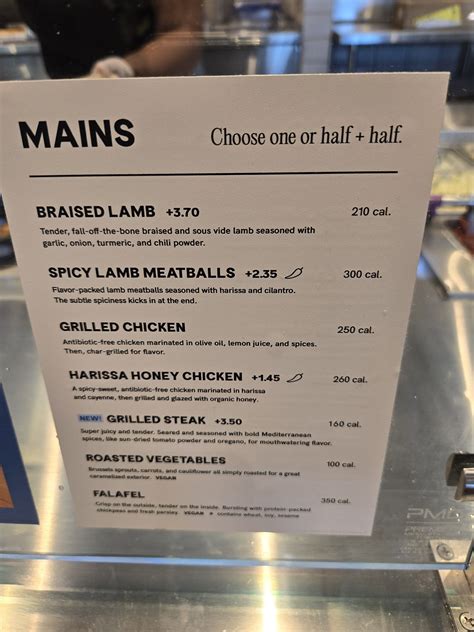 MAINS Choose one or half + half.
BRAISED LAMB +3.70 210 cal.
Tender, fall-off-the-bone braised and sous vide lamb seasoned with
garlic, onion, turmeric, and chili powder.
SPICY LAMB MEATBALLS +2.35 300 cal.
Flavor-packed lamb meatballs seasoned with harissa and cilantro.
The subtle spiciness kicks in at the end.
GRILLED CHICKEN 250 cal.
Antibiotic-free chicken marinated in olive oil, lemon juice, and spices.
Then, char-grilled for flavor.
HARISSA HONEY CHICKEN +1.45 260 cal.
A spicy-sweet, antibiotic-free chicken marinated in harissa
and cayenne, then grilled and glazed with organic honey.
NEW! GRILLED STEAK +3.50 160 cal.
Super juicy and tender. Seared and seasoned with bold Mediterranean
spices, like sun-dried tomato powder and oregano, for mouthwatering flavor.
ROASTED VEGETABLES 100 cal.
Brussels sprouts, carrots, and cauliflower all simply roasted for a great
caramelized exterior. VEGAN
FALAFEL 350 cal.
Crisp on the outside, tender on the inside. Bursting with protein-packed
chickpeas and fresh parsley. VEGAN contains wheat, soy, sesame